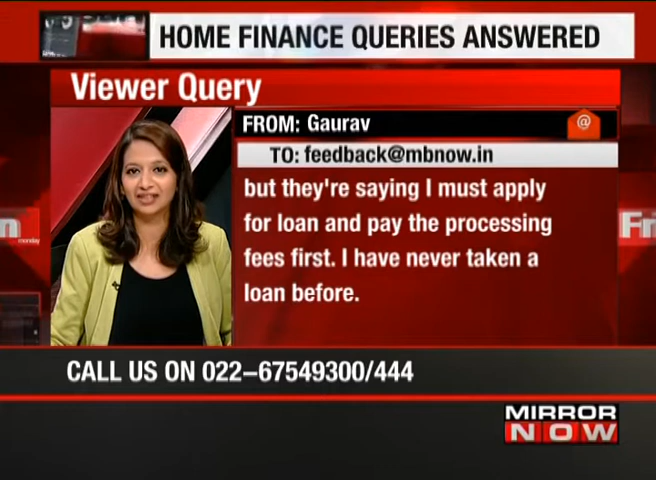 HOME FINANCE QUERIES ANSWERED
Viewer Query
FROM: Gaurav
TO: feedback@mbnow.in
but they're saying I must apply
for loan and pay the processing
fees first. I have never taken a
loan before.
CALL US ON 022–67549300/444
MIRROR
NOW